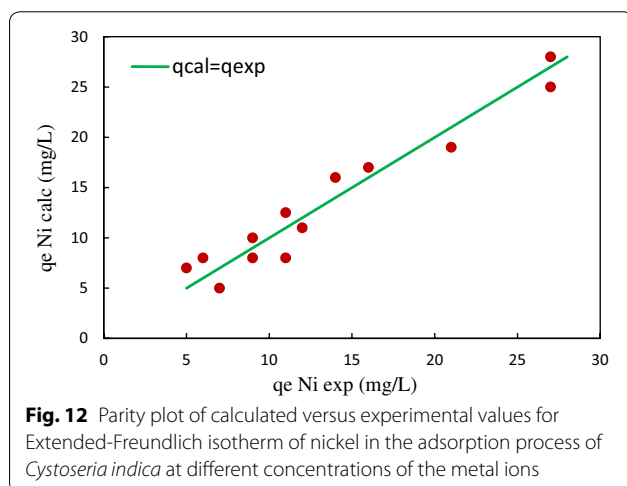 30
25
20
15
10
5
0
qe Ni calc (mg/L)
qcal=qexp
0 5 10 15 20 25 30
qe Ni exp (mg/L)
Fig. 12 Parity plot of calculated versus experimental values for
Extended-Freundlich isotherm of nickel in the adsorption process of
Cystoseria indica at different concentrations of the metal ions